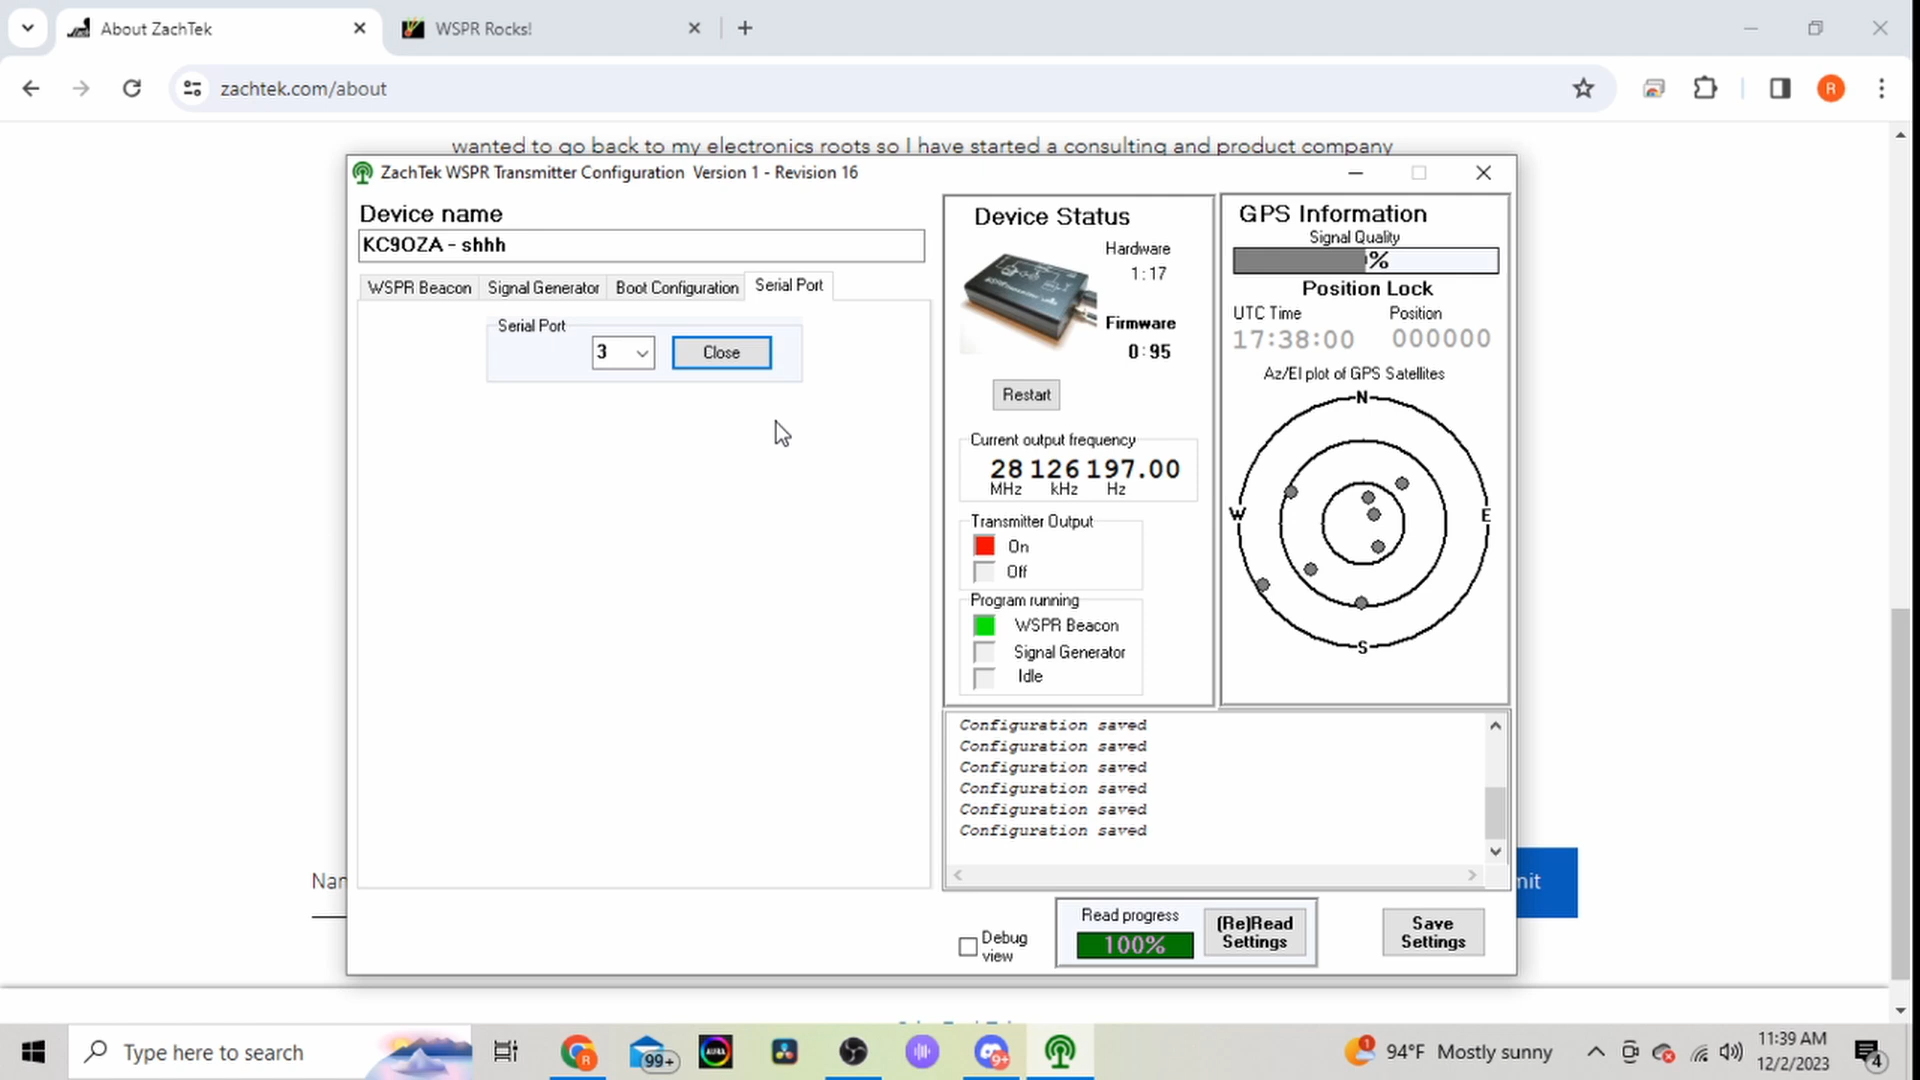 About ZachTek
WSPR Rocks!
zachtek.com/about
R
wanted to go back to my electronics roots so I have started a consulting and product company
ZachTek WSPR Transmitter Configuration Version 1 - Revision 16
Device name
KC9OZA - shhh
WSPR Beacon
Signal Generator
Boot Configuration
Serial Port
Serial Port
3
Close
Device Status
Hardware
1:17
Firmware
0:95
Restart
Current output frequency
28 126 197.00
MHz kHz Hz
Transmitter Output
On
Off
Program running
WSPR Beacon
Signal Generator
Idle
GPS Information
Signal Quality
%
Position Lock
UTC Time Position
17:38:00 000000
Az/El plot of GPS Satellites
N
W
E
S
Configuration saved
Configuration saved
Configuration saved
Configuration saved
Configuration saved
Configuration saved
Nam
mit
Debug
view
Read progress
100%
(Re)Read
Settings
Save
Settings
Type here to search
R
99+
AURA
9+
1
94°F Mostly sunny
11:39 AM
12/2/2023
4